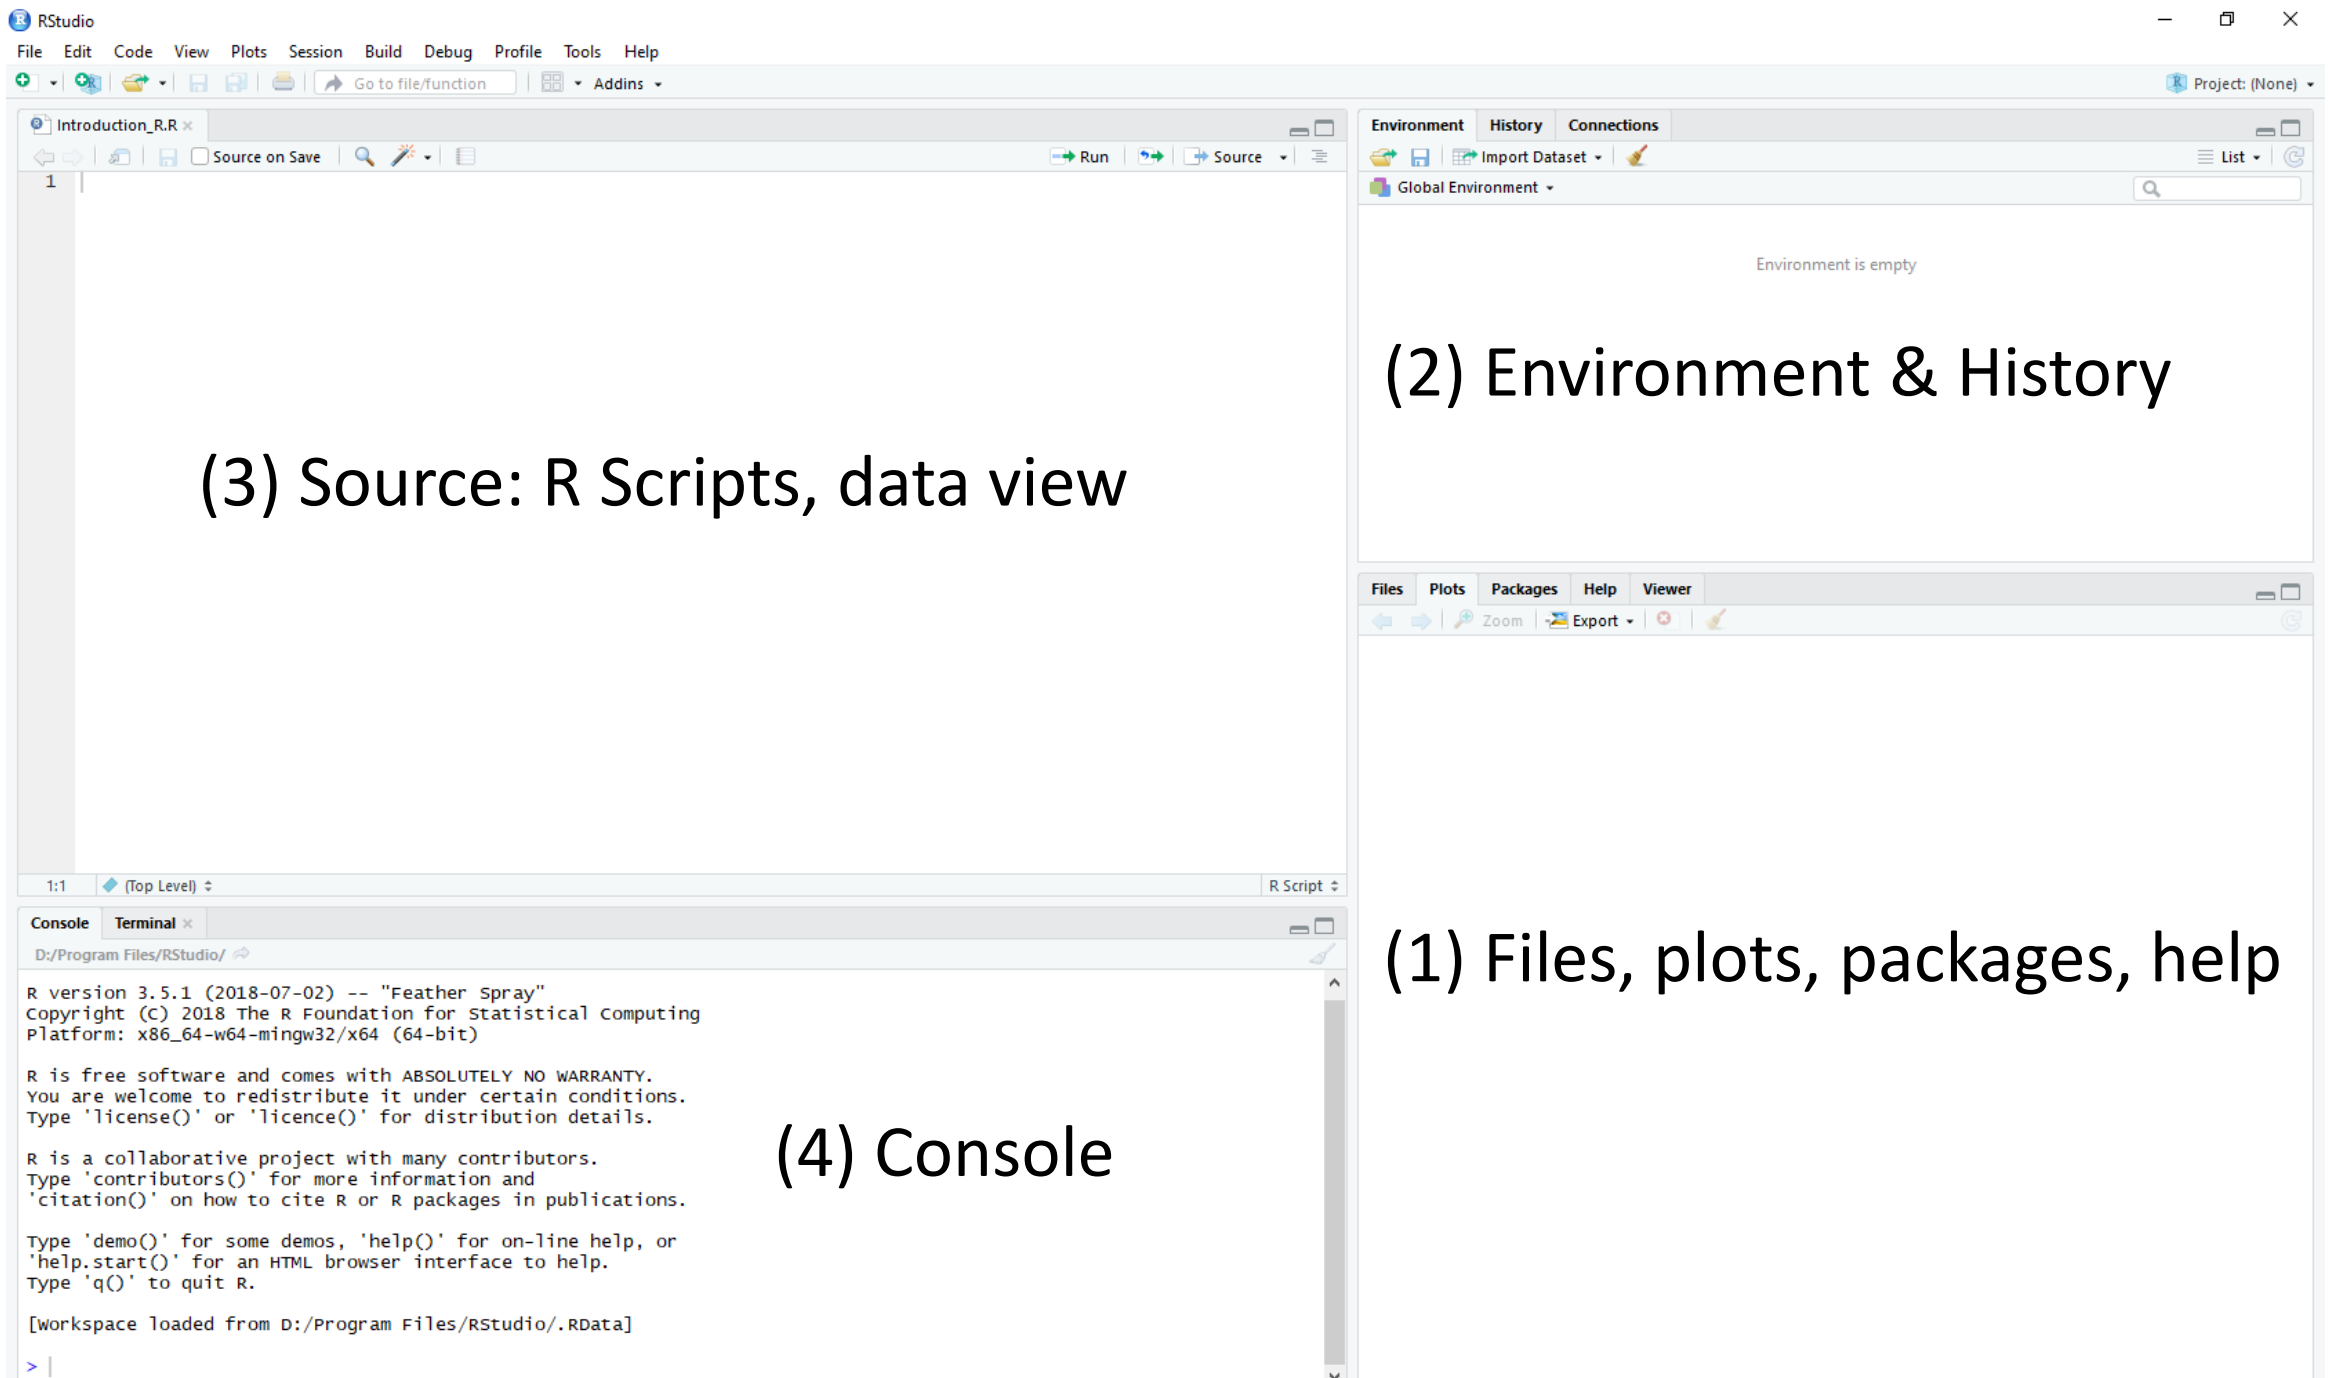 RStudio
File Edit Code View Plots Session Build Debug Profile Tools Help
Go to file/function Addins Project: (None)
Introduction_R.R
Source on Save Run Source
1
(3) Source: R Scripts, data view
1:1 (Top Level) R Script
Environment History Connections
Import Dataset List
Global Environment
Environment is empty
(2) Environment & History
Files Plots Packages Help Viewer
Zoom Export
(1) Files, plots, packages, help
Console Terminal
D:/Program Files/RStudio/
R version 3.5.1 (2018-07-02) -- "Feather Spray"
Copyright (C) 2018 The R Foundation for Statistical Computing
Platform: x86_64-w64-mingw32/x64 (64-bit)
R is free software and comes with ABSOLUTELY NO WARRANTY.
You are welcome to redistribute it under certain conditions.
Type 'license()' or 'licence()' for distribution details.
R is a collaborative project with many contributors.
Type 'contributors()' for more information and
'citation()' on how to cite R or R packages in publications.
Type 'demo()' for some demos, 'help()' for on-line help, or
'help.start()' for an HTML browser interface to help.
Type 'q()' to quit R.
[Workspace loaded from D:/Program Files/RStudio/.RData]
>
(4) Console